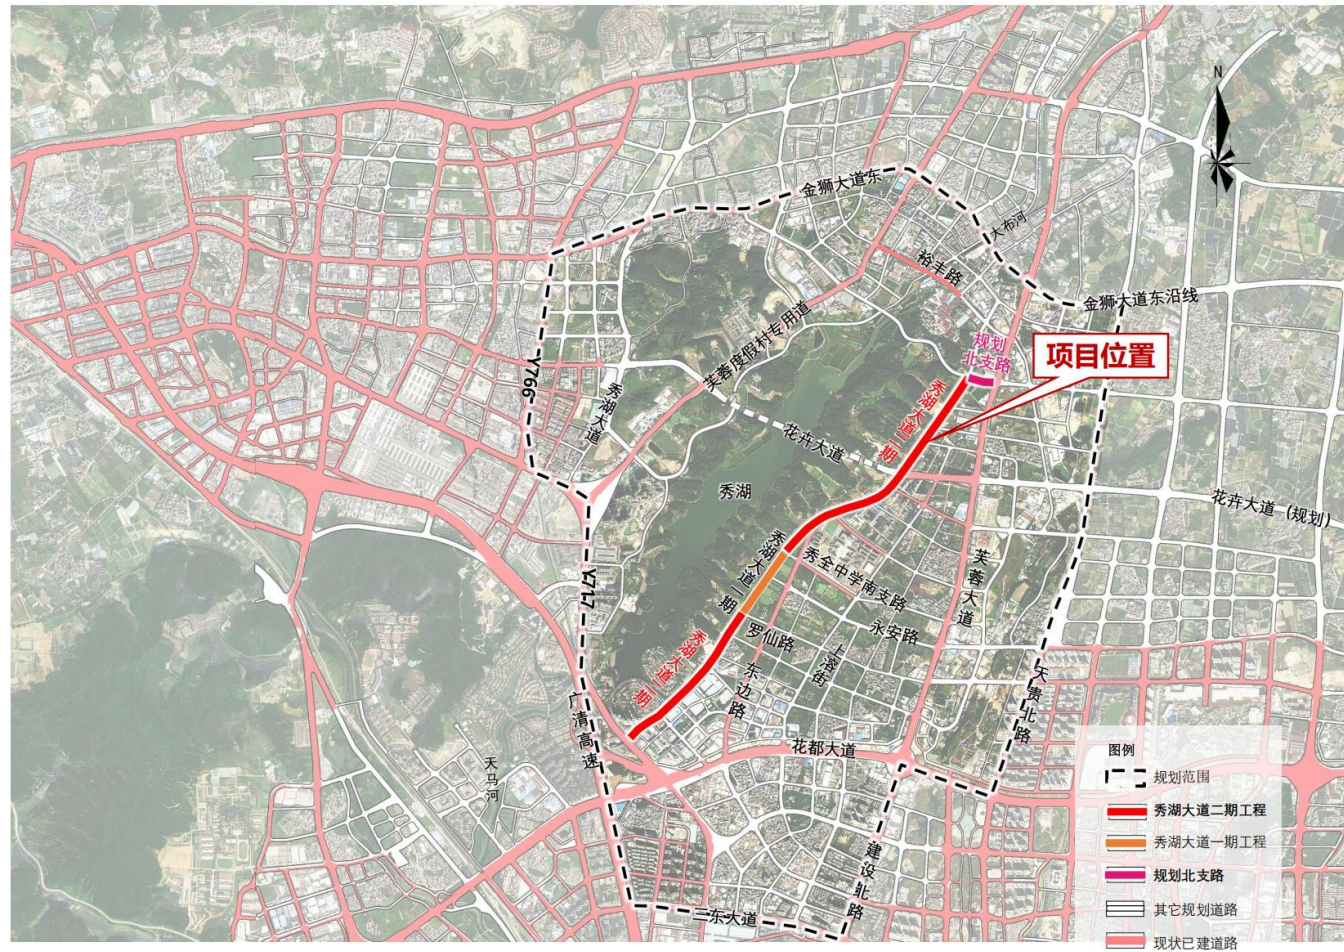 N
金狮大道东
大布河
裕丰路
金狮大道东沿线
规划
北支路
项目位置
芙蓉度假村专用道
Y766
秀湖大道
秀湖大道二期
花卉大道
秀湖
花卉大道（规划）
秀湖大道一期
秀全中学南支路
芙蓉大道
永安路
罗仙路
上溶街
Y717
秀湖大道二期
东边路
天贵北路
广清高速
花都大道
天马河
建设北路
三东大道
图例
规划范围
秀湖大道二期工程
秀湖大道一期工程
规划北支路
其它规划道路
现状已建道路